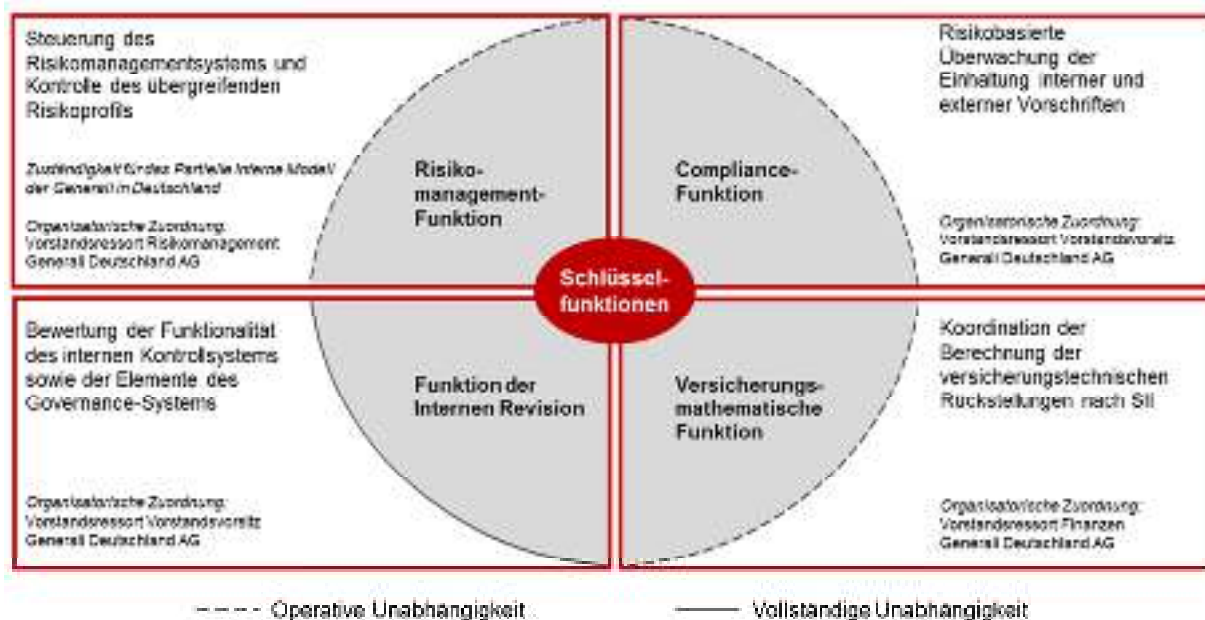 Steuerung des
Risikomanagementsystems und
Kontrolle des übergreifenden
Risikoprofils
Zuständigkeit für das Partielle Interne Modell
der Generali in Deutschland
Organisatorische Zuordnung:
Vorstandsressort Risikomanagement
Generali Deutschland AG
Risiko-
management-
Funktion
Compliance-
Funktion
Risikobasierte
Überwachung der
Einhaltung interner und
externer Vorschriften
Organisatorische Zuordnung:
Vorstandsressort Vorstandsvorsitz
Generali Deutschland AG
Schlüssel-
funktionen
Bewertung der Funktionalität
des internen Kontrollsystems
sowie der Elemente des
Governance-Systems
Organisatorische Zuordnung:
Vorstandsressort Vorstandsvorsitz
Generali Deutschland AG
Funktion der
Internen Revision
Versicherungs-
mathematische
Funktion
Koordination der
Berechnung der
versicherungstechnischen
Rückstellungen nach SII
Organisatorische Zuordnung:
Vorstandsressort Finanzen
Generali Deutschland AG
Operative Unabhängigkeit
Vollständige Unabhängigkeit